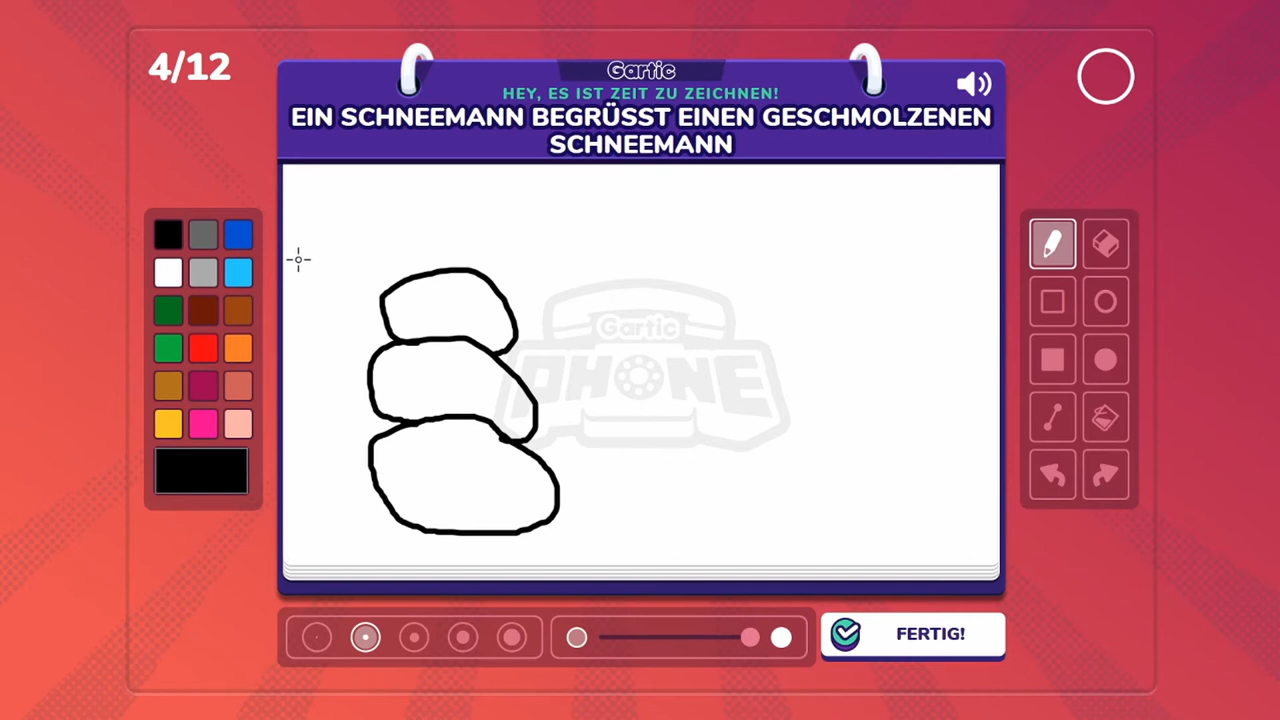 4/12
Gartic
HEY, ES IST ZEIT ZU ZEICHNEN!
EIN SCHNEEMANN BEGRÜSST EINEN GESCHMOLZENEN
SCHNEEMANN
Gartic
PHONE
FERTIG!